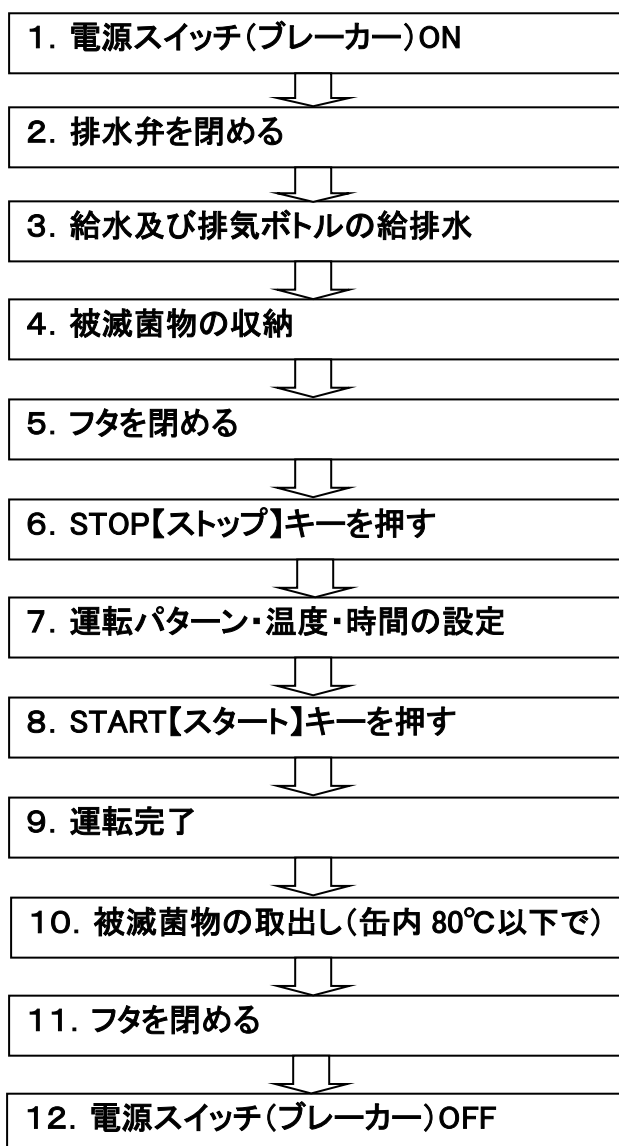 1. 電源スイッチ(ブレーカー)ON
2. 排水弁を閉める
3. 給水及び排気ボトルの給排水
4. 被滅菌物の収納
5. フタを閉める
6. STOP【ストップ】キーを押す
7. 運転パターン・温度・時間の設定
8. START【スタート】キーを押す
9. 運転完了
10. 被滅菌物の取出し(缶内 80℃以下で)
11. フタを閉める
12. 電源スイッチ(ブレーカー)OFF